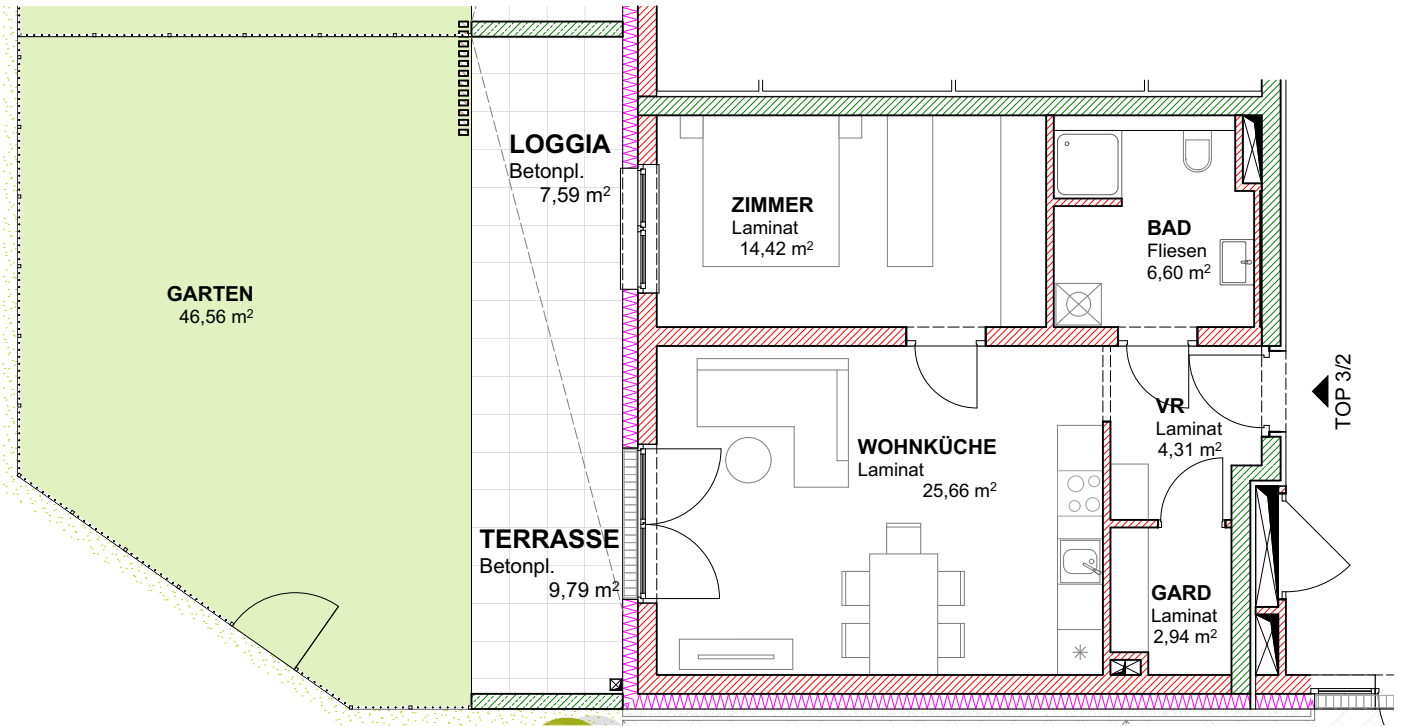 LOGGIA
Betonpl.
7,59 m²
ZIMMER
Laminat
14,42 m²
BAD
Fliesen
6,60 m²
GARTEN
46,56 m²
TOP 3/2
VR
Laminat
4,31 m²
WOHNKÜCHE
Laminat
25,66 m²
TERRASSE
Betonpl.
9,79 m²
GARD
Laminat
2,94 m²